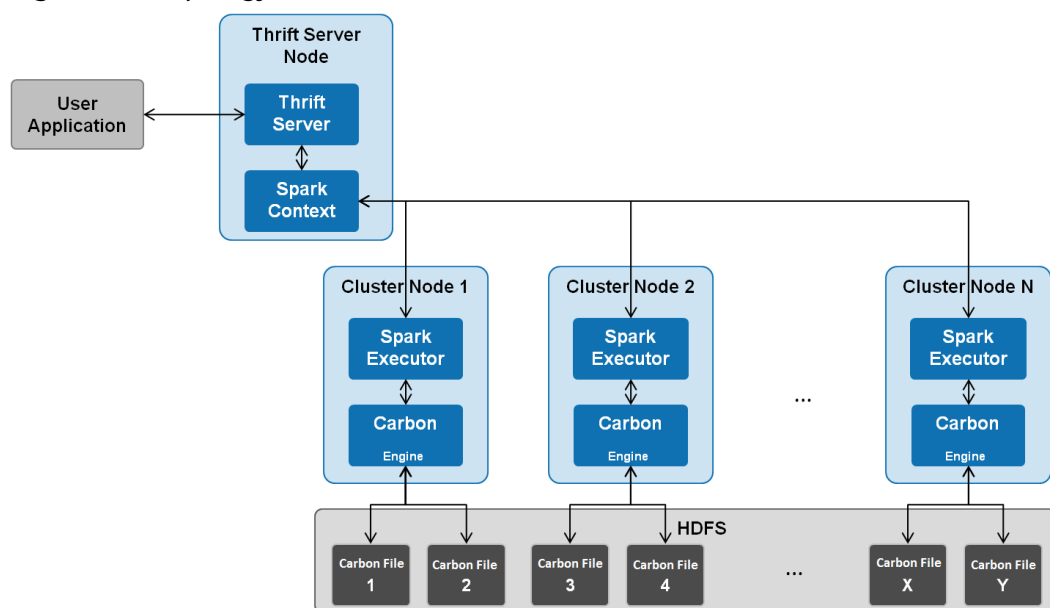 Thrift Server
Node
User
Application
Thrift
Server
Spark
Context
Cluster Node 1
Cluster Node 2
Cluster Node N
Spark
Executor
Spark
Executor
Spark
Executor
...
Carbon
Engine
Carbon
Engine
Carbon
Engine
HDFS
Carbon File
1
Carbon File
2
Carbon File
3
Carbon File
4
...
Carbon File
X
Carbon File
Y